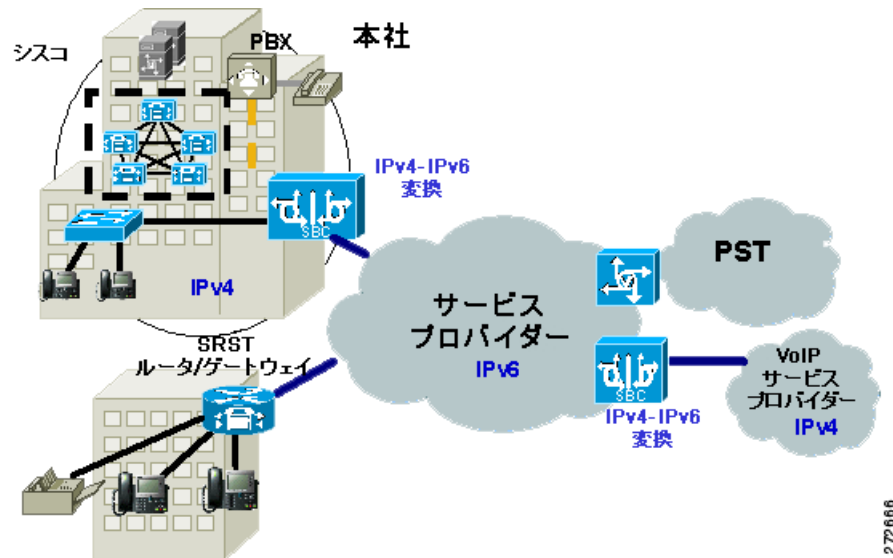 シスコ
PBX
本社
IPv4-IPv6
変換
SBC
IPv4
サービス
プロバイダー
IPv6
PST
SRST
ルータ/ゲートウェイ
SBC
IPv4-IPv6
変換
VoIP
サービス
プロバイダー
IPv4
272666